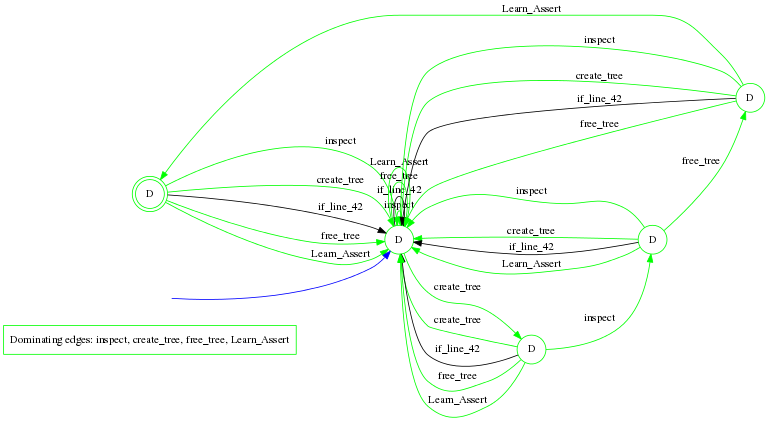 Learn_Assert
inspect
create_tree
if_line_42
free_tree
D
inspect
create_tree
if_line_42
free_tree
Learn_Assert
D
Learn_Assert
free_tree
if_line_42
inspect
D
free_tree
inspect
create_tree
if_line_42
Learn_Assert
D
create_tree
create_tree
if_line_42
free_tree
Learn_Assert
inspect
D
Dominating edges: inspect, create_tree, free_tree, Learn_Assert